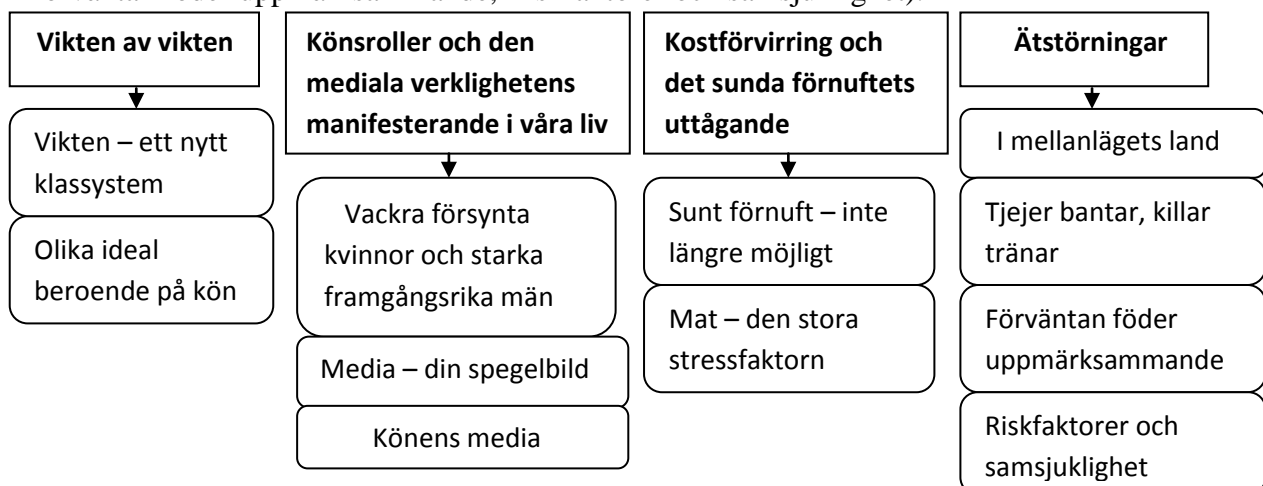 Vikten av vikten
Vikten – ett nytt
klassystem
Olika ideal
beroende på kön
Könsroller och den
mediala verklighetens
manifesterande i våra liv
Vackra försynta
kvinnor och starka
framgångsrika män
Media – din spegelbild
Könens media
Kostförvirring och
det sunda förnuftets
uttågande
Sunt förnuft – inte
längre möjligt
Mat – den stora
stressfaktorn
Ätstörningar
I mellanlägets land
Tjejer bantar, killar
tränar
Förväntan föder
uppmärksammande
Riskfaktorer och
samsjuklighet